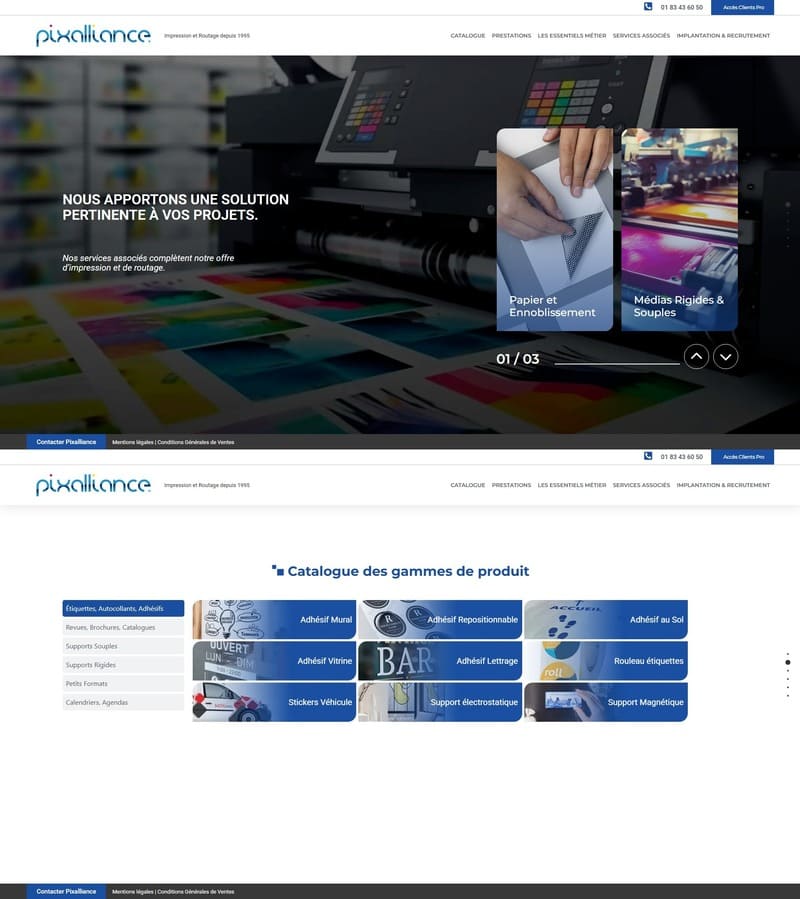 01 83 43 60 50
Accès Clients Pro
pixalliance
Impression et Routage depuis 1995
CATALOGUE
PRESTATIONS
LES ESSENTIELS MÉTIER
SERVICES ASSOCIÉS
IMPLANTATION & RECRUTEMENT
NOUS APPORTONS UNE SOLUTION
PERTINENTE À VOS PROJETS.
Nos services associés complètent notre offre
d'impression et de routage.
Papier et
Ennoblissement
Médias Rigides &
Souples
01 / 03
Contacter Pixalliance
Mentions légales | Conditions Générales de Ventes
01 83 43 60 50
Accès Clients Pro
pixalliance
Impression et Routage depuis 1995
CATALOGUE
PRESTATIONS
LES ESSENTIELS MÉTIER
SERVICES ASSOCIÉS
IMPLANTATION & RECRUTEMENT
Catalogue des gammes de produit
Étiquettes, Autocollants, Adhésifs
Revues, Brochures, Catalogues
Supports Souples
Supports Rigides
Petits Formats
Calendriers, Agendas
Adhésif Mural
R
R
Adhésif Repositionnable
ACCUEIL
Adhésif au Sol
OUVERT
LUN - DIM
Adhésif Vitrine
BAR
Adhésif Lettrage
roll
Rouleau étiquettes
Stickers Véhicule
Support électrostatique
Support Magnétique
Contacter Pixalliance
Mentions légales | Conditions Générales de Ventes